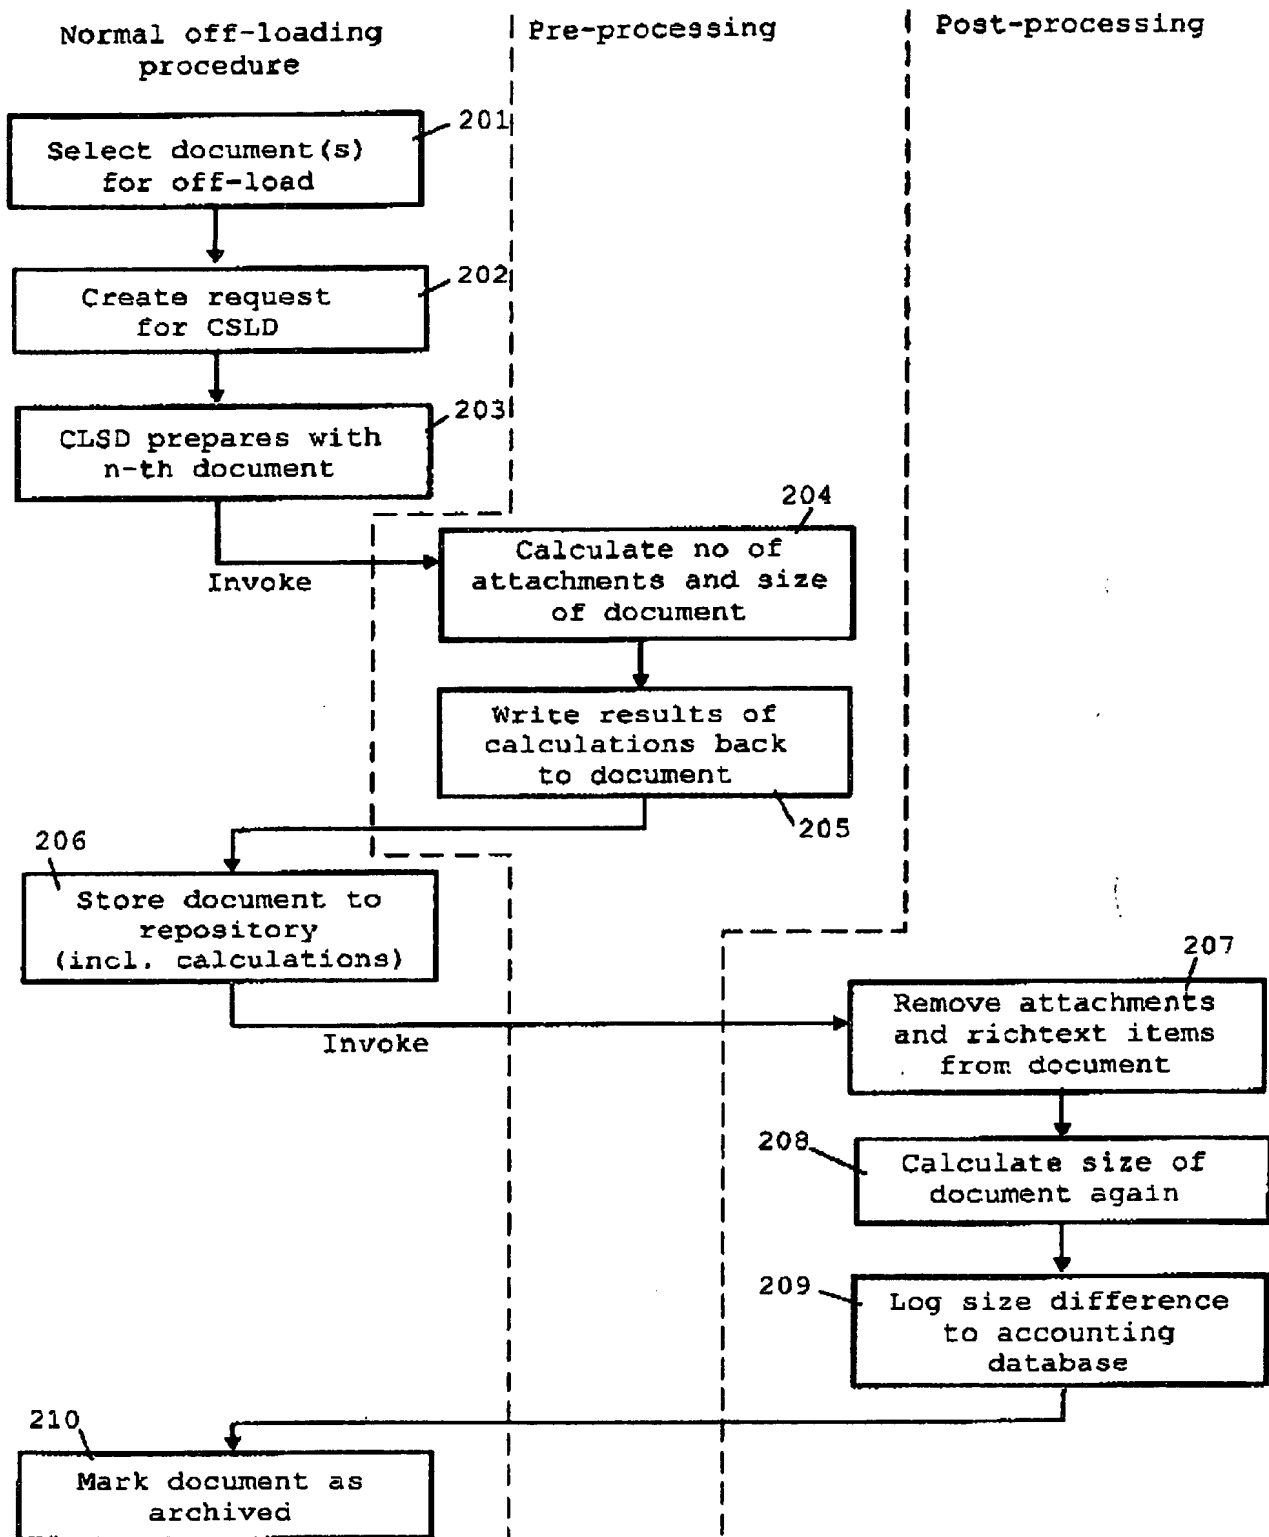 Normal off-loading
procedure
Pre-processing
Post-processing
201
Select document(s)
for off-load
202
Create request
for CSLD
203
CLSD prepares with
n-th document
Invoke
204
Calculate no of
attachments and size
of document
Write results of
calculations back
to document
205
206
Store document to
repository
(incl. calculations)
Invoke
207
Remove attachments
and richtext items
from document
208
Calculate size of
document again
209
Log size difference
to accounting
database
210
Mark document as
archived